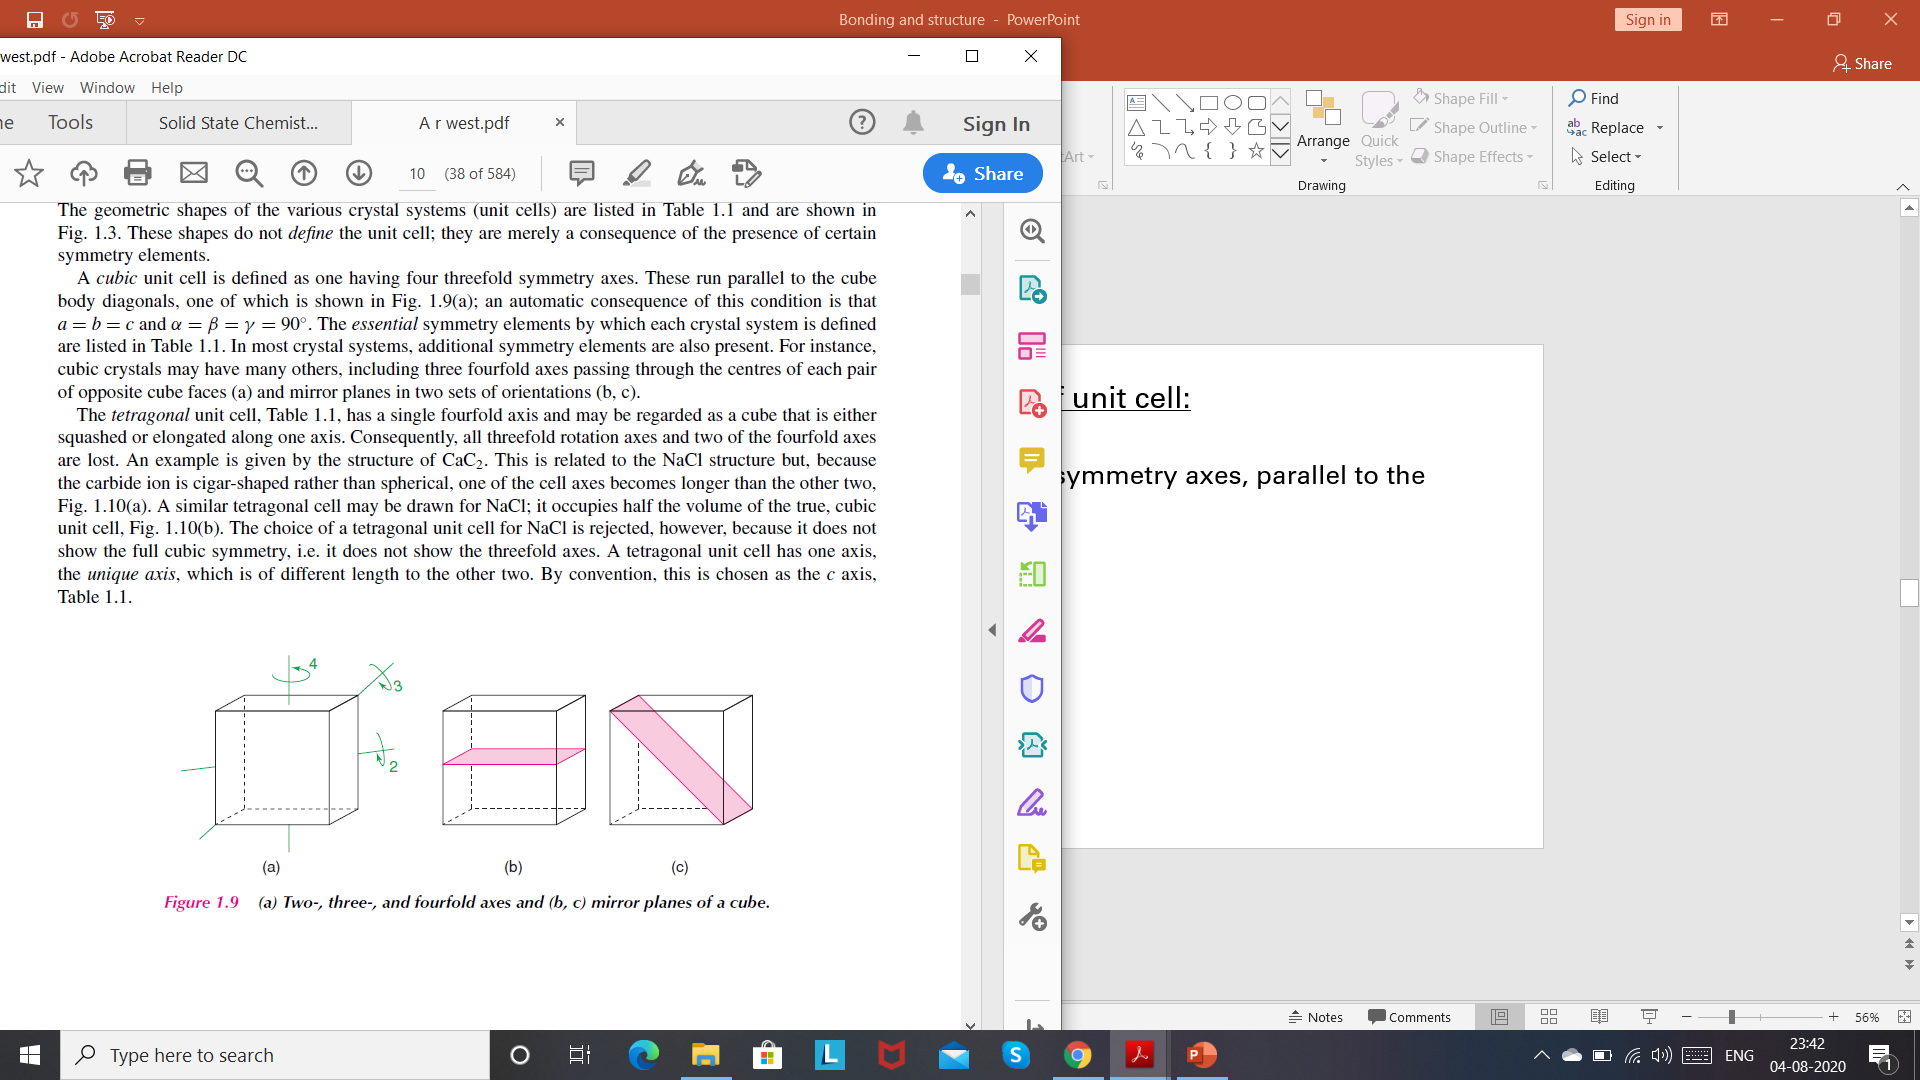 Bonding and structure - PowerPoint
Sign in
west.pdf - Adobe Acrobat Reader DC
Share
dit View Window Help
ne Tools Solid State Chemist... A r west.pdf × Sign In
10 (38 of 584) Share
Art
Arrange
Quick Styles
Shape Fill
Shape Outline
Shape Effects
Drawing
Find
Replace
Select
Editing
The geometric shapes of the various crystal systems (unit cells) are listed in Table 1.1 and are shown in
Fig. 1.3. These shapes do not define the unit cell; they are merely a consequence of the presence of certain
symmetry elements.
A cubic unit cell is defined as one having four threefold symmetry axes. These run parallel to the cube
body diagonals, one of which is shown in Fig. 1.9(a); an automatic consequence of this condition is that
a = b = c and α = β = γ = 90°. The essential symmetry elements by which each crystal system is defined
are listed in Table 1.1. In most crystal systems, additional symmetry elements are also present. For instance,
cubic crystals may have many others, including three fourfold axes passing through the centres of each pair
of opposite cube faces (a) and mirror planes in two sets of orientations (b, c).
The tetragonal unit cell, Table 1.1, has a single fourfold axis and may be regarded as a cube that is either
squashed or elongated along one axis. Consequently, all threefold rotation axes and two of the fourfold axes
are lost. An example is given by the structure of CaC₂. This is related to the NaCl structure but, because
the carbide ion is cigar-shaped rather than spherical, one of the cell axes becomes longer than the other two,
Fig. 1.10(a). A similar tetragonal cell may be drawn for NaCl; it occupies half the volume of the true, cubic
unit cell, Fig. 1.10(b). The choice of a tetragonal unit cell for NaCl is rejected, however, because it does not
show the full cubic symmetry, i.e. it does not show the threefold axes. A tetragonal unit cell has one axis,
the unique axis, which is of different length to the other two. By convention, this is chosen as the c axis,
Table 1.1.
4
3
2
(a) (b) (c)
Figure 1.9 (a) Two-, three-, and fourfold axes and (b, c) mirror planes of a cube.
f unit cell:
symmetry axes, parallel to the
Notes Comments 56%
Type here to search
ENG
23:42
04-08-2020
1